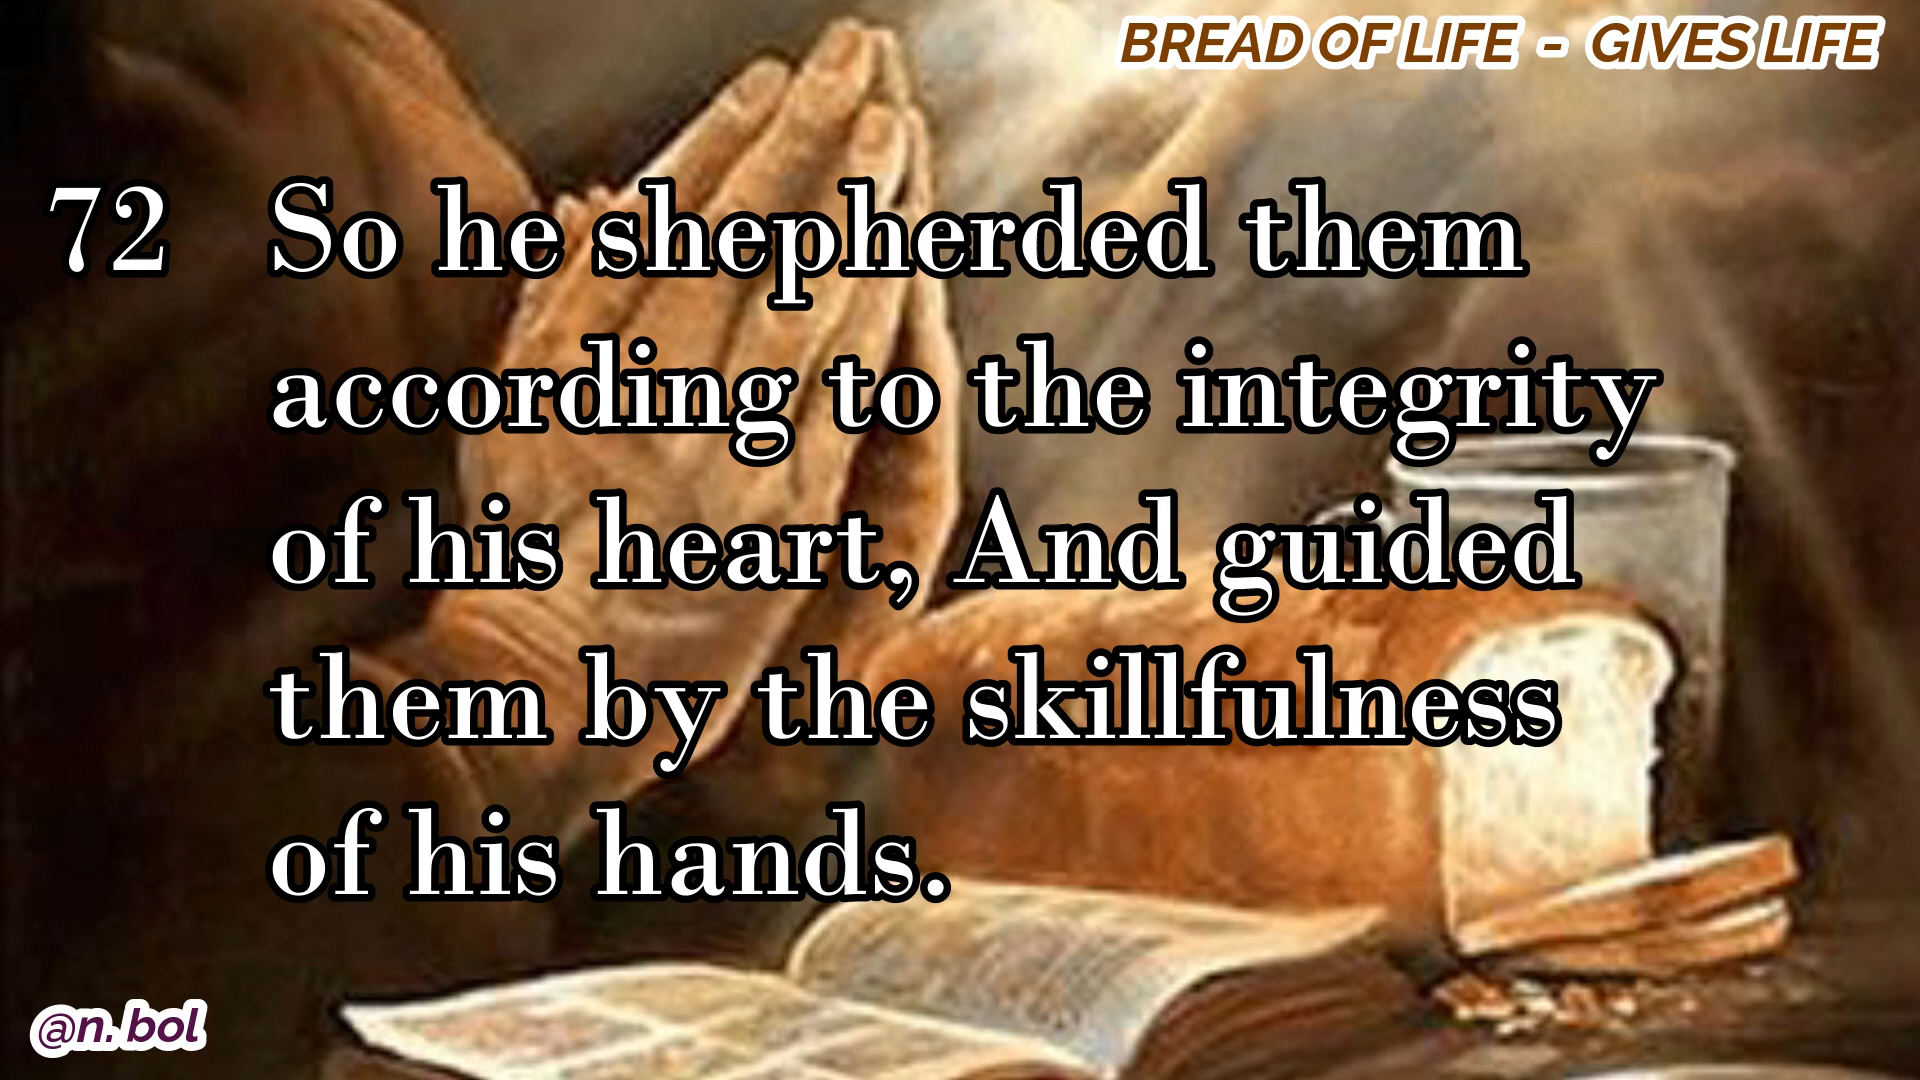 BREAD OF LIFE - GIVES LIFE
72 So he shepherded them
according to the integrity
of his heart, And guided
them by the skillfulness
of his hands.
@n. bol